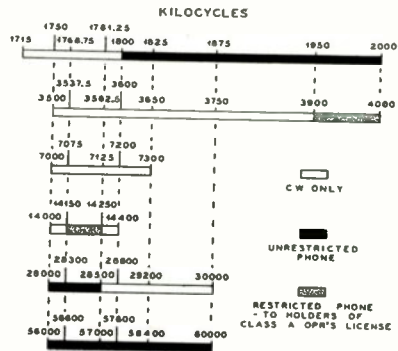 KILOCYCLES
1750 1781.25
1715 1768.75 1800 1825 1875 1950 2000
3537.5 3600
3500 3562.5 3650 3750 3900 4000
7075 7200
7000 7125 7300
14150 14250
14000 14400
28300 28800
28000 28500 29200 30000
56600 57600
56000 57000 58400 60000
CW ONLY
UNRESTRICTED
PHONE
RESTRICTED PHONE
- TO HOLDERS OF
CLASS A OPR'S LICENSE